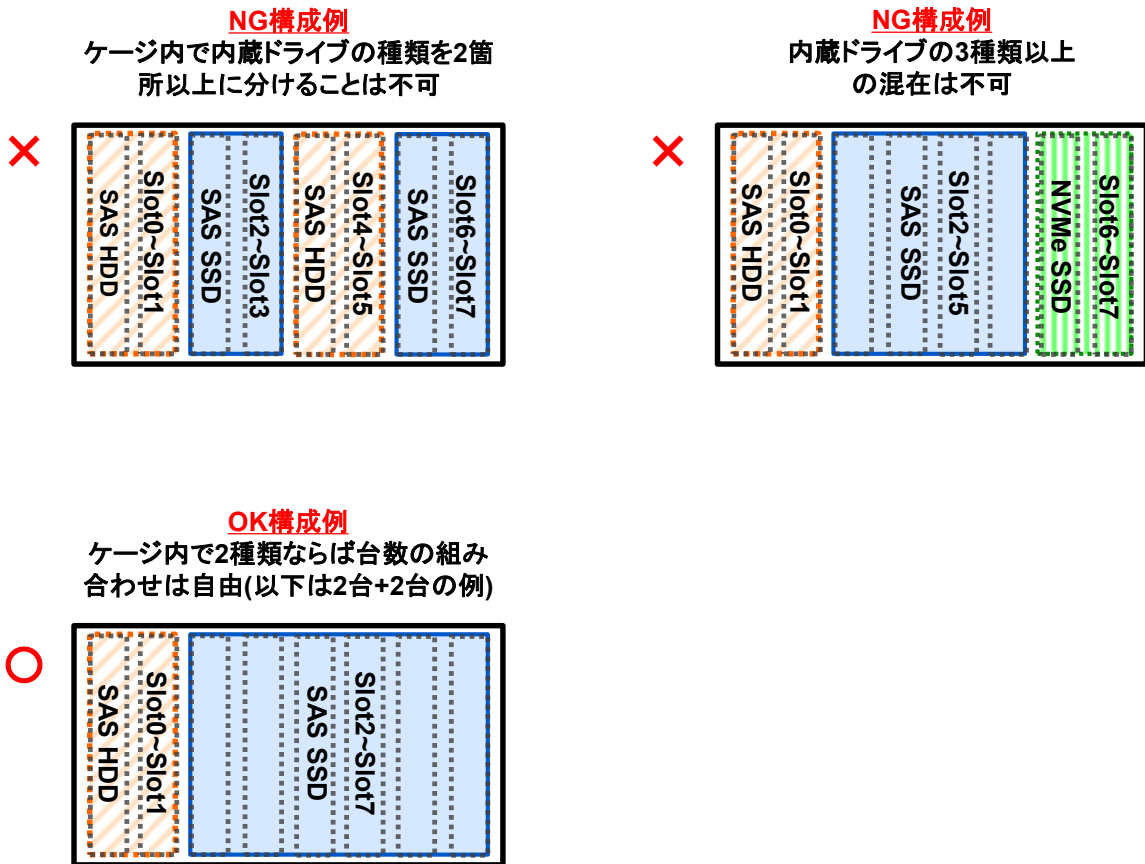 NG構成例
ケージ内で内蔵ドライブの種類を2箇
所以上に分けることは不可
×
Slot0~Slot1
SAS HDD
Slot2~Slot3
SAS SSD
Slot4~Slot5
SAS HDD
Slot6~Slot7
SAS SSD
NG構成例
内蔵ドライブの3種類以上
の混在は不可
×
Slot0~Slot1
SAS HDD
Slot2~Slot5
SAS SSD
Slot6~Slot7
NVMe SSD
OK構成例
ケージ内で2種類ならば台数の組み
合わせは自由(以下は2台+2台の例)
○
Slot0~Slot1
SAS HDD
Slot2~Slot7
SAS SSD